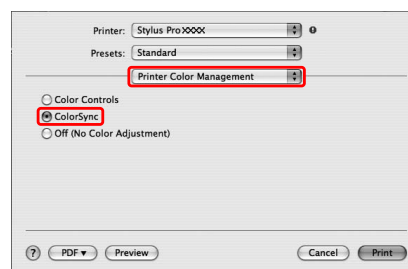 Printer: Stylus Pro XXXX
Presets: Standard
Printer Color Management
Color Controls
ColorSync
Off (No Color Adjustment)
? PDF ▼ Preview Cancel Print